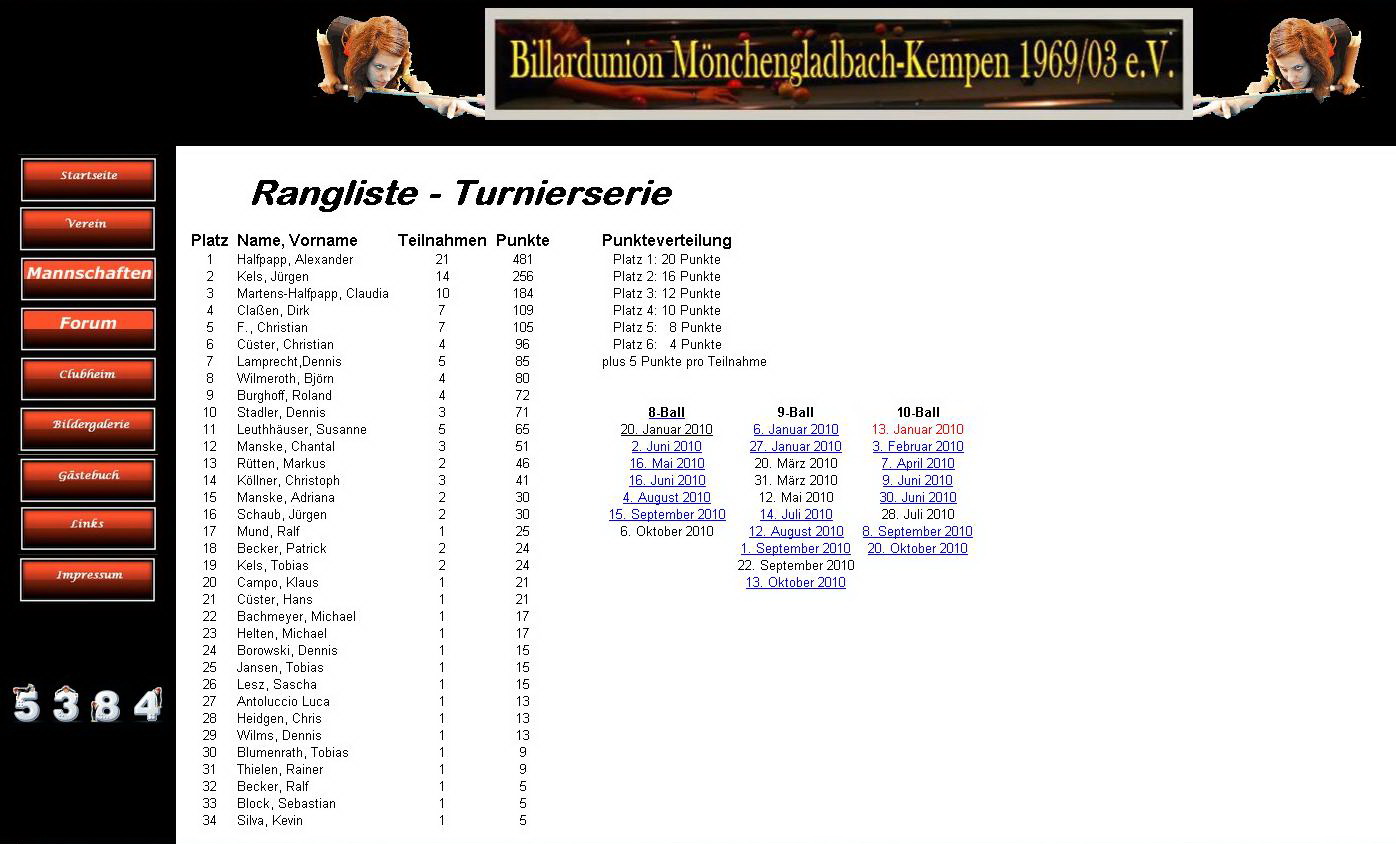 Billardunion Mönchengladbach-Kempen 1969/03 e.V.
Startseite
Verein
Mannschaften
Forum
Clubheim
Bildergalerie
Gästebuch
Links
Impressum
5384
Rangliste - Turnierserie
Platz Name, Vorname Teilnahmen Punkte
1 Halfpapp, Alexander 21 481
2 Kels, Jürgen 14 256
3 Martens-Halfpapp, Claudia 10 184
4 Claßen, Dirk 7 109
5 F., Christian 7 105
6 Cüster, Christian 4 96
7 Lamprecht,Dennis 5 85
8 Wilmeroth, Björn 4 80
9 Burghoff, Roland 4 72
10 Stadler, Dennis 3 71
11 Leuthhäuser, Susanne 5 65
12 Manske, Chantal 3 51
13 Rütten, Markus 2 46
14 Köllner, Christoph 3 41
15 Manske, Adriana 2 30
16 Schaub, Jürgen 2 30
17 Mund, Ralf 1 25
18 Becker, Patrick 2 24
19 Kels, Tobias 2 24
20 Campo, Klaus 1 21
21 Cüster, Hans 1 21
22 Bachmeyer, Michael 1 17
23 Helten, Michael 1 17
24 Borowski, Dennis 1 15
25 Jansen, Tobias 1 15
26 Lesz, Sascha 1 15
27 Antoluccio Luca 1 13
28 Heidgen, Chris 1 13
29 Wilms, Dennis 1 13
30 Blumenrath, Tobias 1 9
31 Thielen, Rainer 1 9
32 Becker, Ralf 1 5
33 Block, Sebastian 1 5
34 Silva, Kevin 1 5
Punkteverteilung
Platz 1: 20 Punkte
Platz 2: 16 Punkte
Platz 3: 12 Punkte
Platz 4: 10 Punkte
Platz 5: 8 Punkte
Platz 6: 4 Punkte
plus 5 Punkte pro Teilnahme
8-Ball 9-Ball 10-Ball
20. Januar 2010 6. Januar 2010 13. Januar 2010
2. Juni 2010 27. Januar 2010 3. Februar 2010
16. Mai 2010 20. März 2010 7. April 2010
16. Juni 2010 31. März 2010 9. Juni 2010
4. August 2010 12. Mai 2010 30. Juni 2010
15. September 2010 14. Juli 2010 28. Juli 2010
6. Oktober 2010 12. August 2010 8. September 2010
1. September 2010 20. Oktober 2010
22. September 2010
13. Oktober 2010